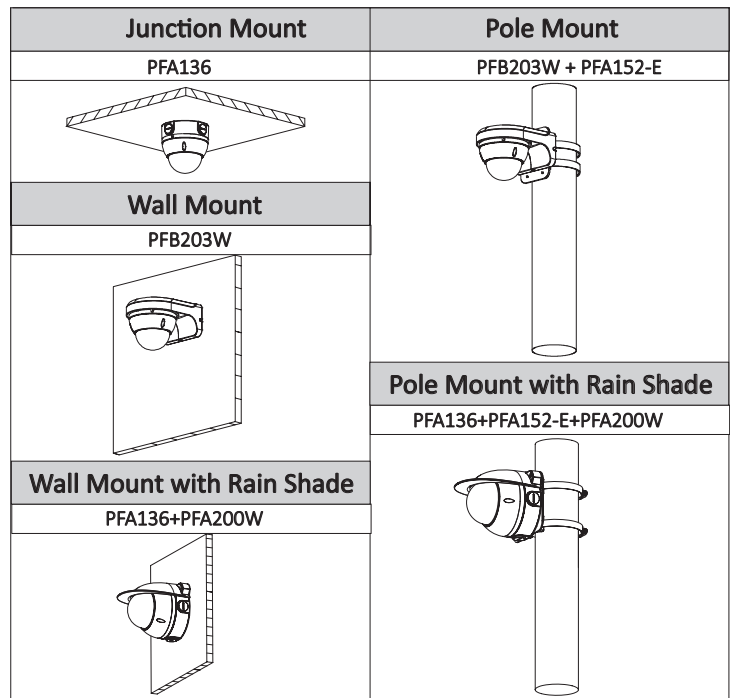 Junction Mount
PFA136
Wall Mount
PFB203W
Wall Mount with Rain Shade
PFA136+PFA200W
Pole Mount
PFB203W + PFA152-E
Pole Mount with Rain Shade
PFA136+PFA152-E+PFA200W